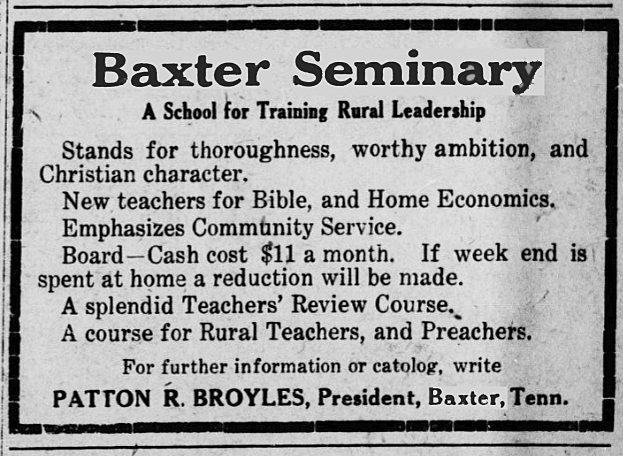 Baxter Seminary
A School for Training Rural Leadership
Stands for thoroughness, worthy ambition, and
Christian character.
New teachers for Bible, and Home Economics.
Emphasizes Community Service.
Board—Cash cost $11 a month. If week end is
spent at home a reduction will be made.
A splendid Teachers' Review Course.
A course for Rural Teachers, and Preachers.
For further information or catolog, write
PATTON R. BROYLES, President, Baxter, Tenn.